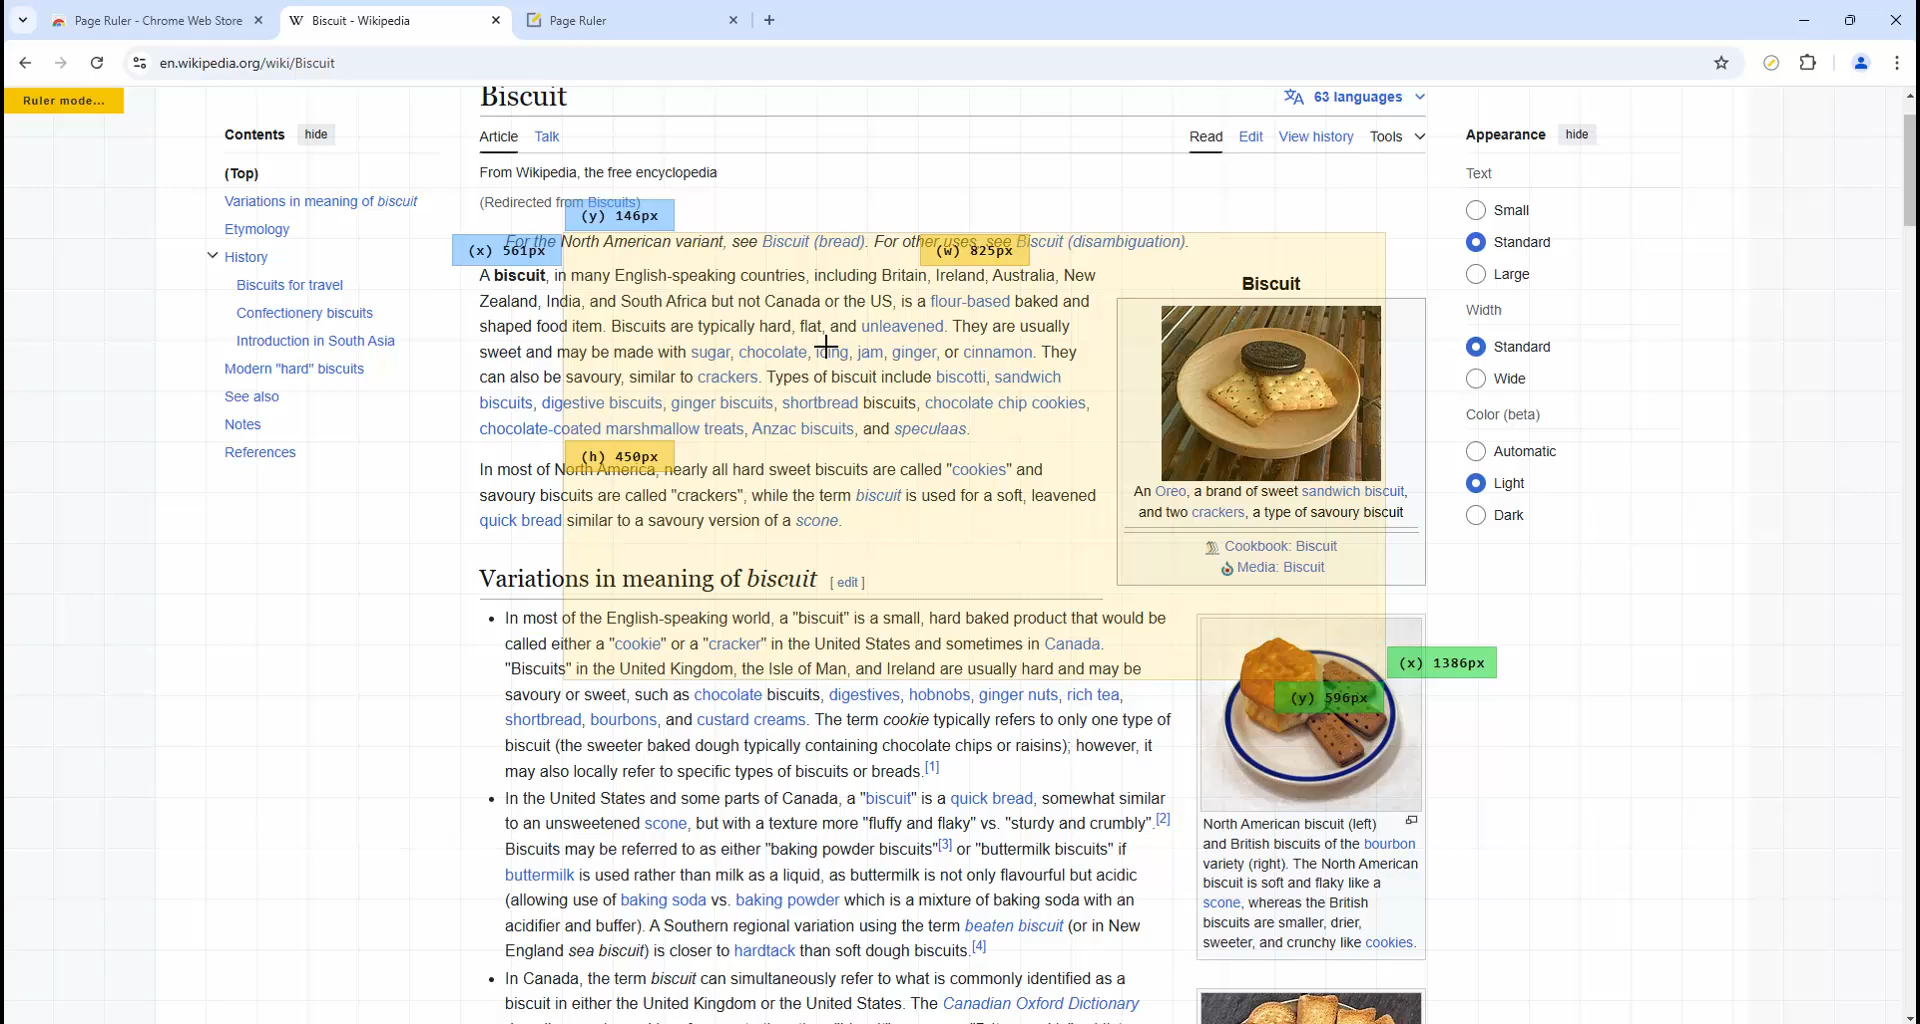 Page Ruler - Chrome Web Store
Biscuit - Wikipedia
Page Ruler
en.wikipedia.org/wiki/Biscuit
Ruler mode...
Contents
hide
(Top)
Variations in meaning of biscuit
Etymology
History
Biscuits for travel
Confectionery biscuits
Introduction in South Asia
Modern "hard" biscuits
See also
Notes
References
Biscuit
63 languages
Article
Talk
Read
Edit
View history
Tools
From Wikipedia, the free encyclopedia
(Redirected from Biscuits)
(y) 146px
For the North American variant, see Biscuit (bread). For other uses, see Biscuit (disambiguation).
(x) 561px
(w) 825px
A biscuit, in many English-speaking countries, including Britain, Ireland, Australia, New
Zealand, India, and South Africa but not Canada or the US, is a flour-based baked and
shaped food item. Biscuits are typically hard, flat, and unleavened. They are usually
sweet and may be made with sugar, chocolate, icing, jam, ginger, or cinnamon. They
can also be savoury, similar to crackers. Types of biscuit include biscotti, sandwich
biscuits, digestive biscuits, ginger biscuits, shortbread biscuits, chocolate chip cookies,
chocolate-coated marshmallow treats, Anzac biscuits, and speculaas.
(h) 450px
In most of North America, nearly all hard sweet biscuits are called "cookies" and
savoury biscuits are called "crackers", while the term biscuit is used for a soft, leavened
quick bread similar to a savoury version of a scone.
Biscuit
An Oreo, a brand of sweet sandwich biscuit,
and two crackers, a type of savoury biscuit
Cookbook: Biscuit
Media: Biscuit
Variations in meaning of biscuit [ edit ]
In most of the English-speaking world, a "biscuit" is a small, hard baked product that would be
called either a "cookie" or a "cracker" in the United States and sometimes in Canada.
"Biscuits" in the United Kingdom, the Isle of Man, and Ireland are usually hard and may be
savoury or sweet, such as chocolate biscuits, digestives, hobnobs, ginger nuts, rich tea,
shortbread, bourbons, and custard creams. The term cookie typically refers to only one type of
biscuit (the sweeter baked dough typically containing chocolate chips or raisins); however, it
may also locally refer to specific types of biscuits or breads.[1]
In the United States and some parts of Canada, a "biscuit" is a quick bread, somewhat similar
to an unsweetened scone, but with a texture more "fluffy and flaky" vs. "sturdy and crumbly".[2]
Biscuits may be referred to as either "baking powder biscuits"[3] or "buttermilk biscuits" if
buttermilk is used rather than milk as a liquid, as buttermilk is not only flavourful but acidic
(allowing use of baking soda vs. baking powder which is a mixture of baking soda with an
acidifier and buffer). A Southern regional variation using the term beaten biscuit (or in New
England sea biscuit) is closer to hardtack than soft dough biscuits.[4]
In Canada, the term biscuit can simultaneously refer to what is commonly identified as a
biscuit in either the United Kingdom or the United States. The Canadian Oxford Dictionary
(x) 1386px
(y) 596px
North American biscuit (left)
and British biscuits of the bourbon
variety (right). The North American
biscuit is soft and flaky like a
scone, whereas the British
biscuits are smaller, drier,
sweeter, and crunchy like cookies.
Appearance
hide
Text
Small
Standard
Large
Width
Standard
Wide
Color (beta)
Automatic
Light
Dark